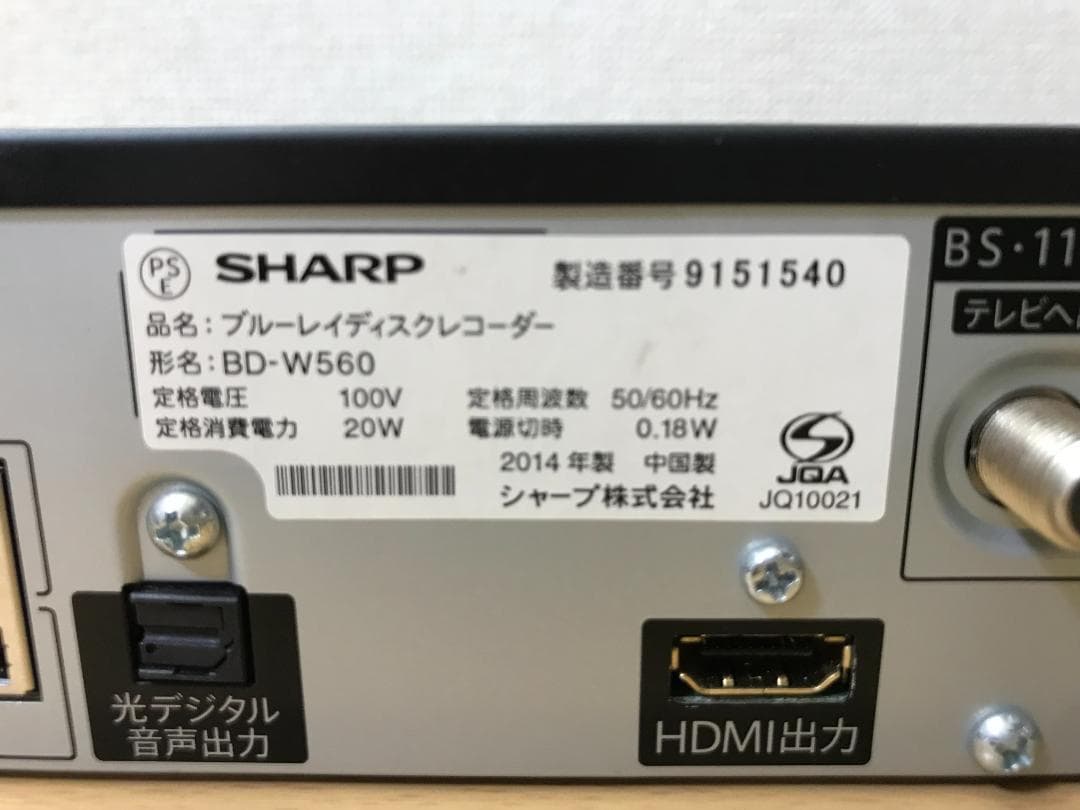 PS
E
SHARP
製造番号 9151540
品名：ブルーレイディスクレコーダー
形名：BD-W560
定格電圧 100V 定格周波数 50/60Hz
定格消費電力 20W 電源切時 0.18W
2014年製 中国製
シャープ株式会社
JQA
JQ10021
BS・11
テレビへ
光デジタル
音声出力
HDMI出力